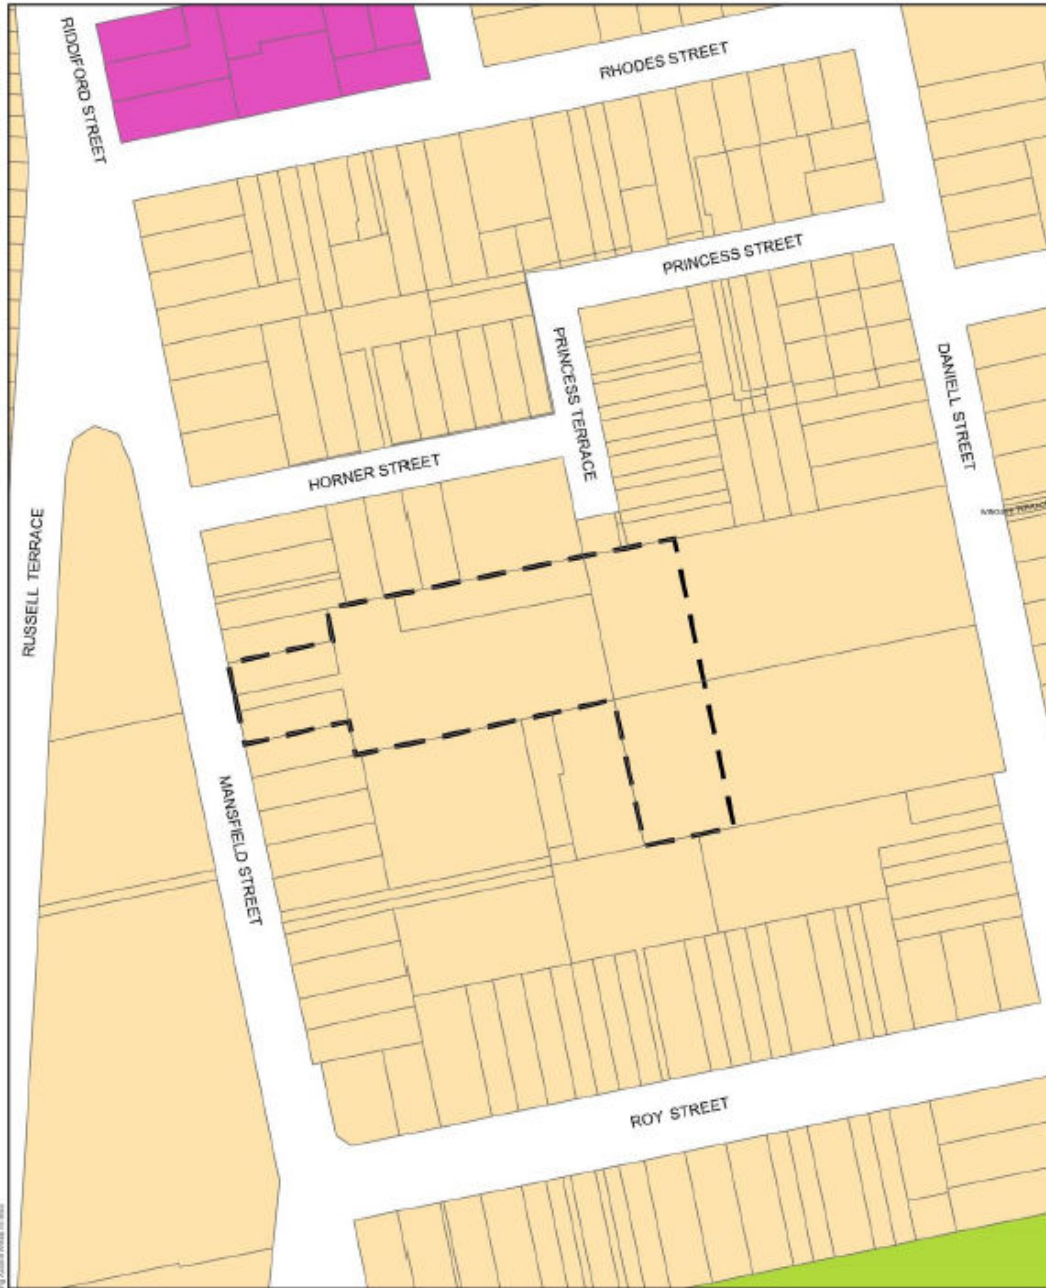 RIDDIFORD STREET
RHODES STREET
PRINCESS STREET
PRINCESS TERRACE
DANIELL STREET
HORNER STREET
RUSSELL TERRACE
MANSFIELD STREET
ROY STREET